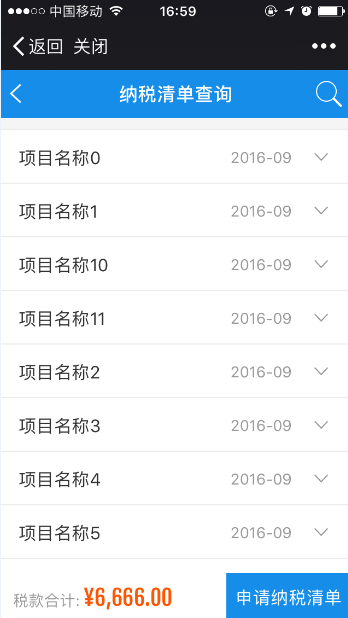 中国移动 16:59
返回 关闭
纳税清单查询
项目名称0 2016-09
项目名称1 2016-09
项目名称10 2016-09
项目名称11 2016-09
项目名称2 2016-09
项目名称3 2016-09
项目名称4 2016-09
项目名称5 2016-09
税款合计: ¥6,666.00 申请纳税清单